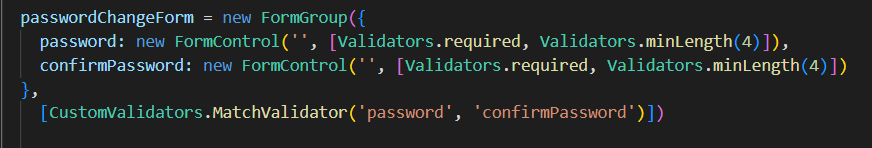 passwordChangeForm = new FormGroup({
password: new FormControl('', [Validators.required, Validators.minLength(4)]),
confirmPassword: new FormControl('', [Validators.required, Validators.minLength(4)])
},
[CustomValidators.MatchValidator('password', 'confirmPassword')])